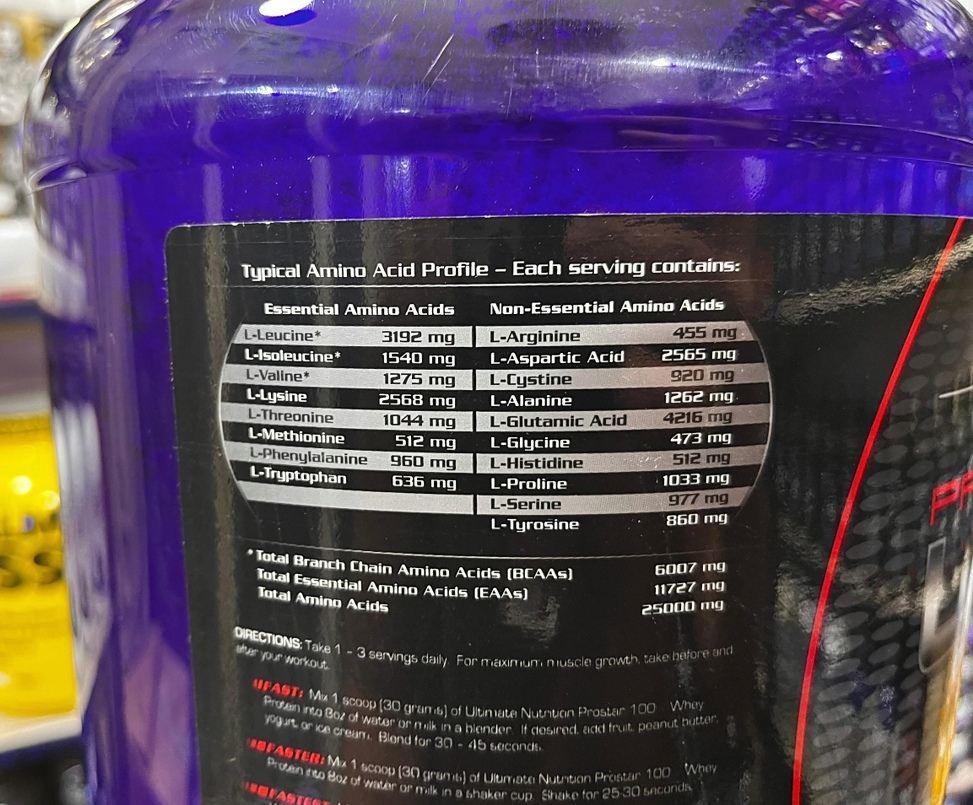 Typical Amino Acid Profile – Each serving contains:
Essential Amino Acids Non-Essential Amino Acids
L-Leucine* 3192 mg L-Arginine 455 mg
L-Isoleucine* 1540 mg L-Aspartic Acid 2565 mg
L-Valine* 1275 mg L-Cystine 920 mg
L-Lysine 2568 mg L-Alanine 1262 mg
L-Threonine 1044 mg L-Glutamic Acid 4216 mg
L-Methionine 512 mg L-Glycine 473 mg
L-Phenylalanine 960 mg L-Histidine 512 mg
L-Tryptophan 636 mg L-Proline 1033 mg
L-Serine 977 mg
L-Tyrosine 860 mg
*Total Branch Chain Amino Acids (BCAAs) 6007 mg
Total Essential Amino Acids (EAAs) 11727 mg
Total Amino Acids 25000 mg
DIRECTIONS: Take 1 - 3 servings daily. For maximum muscle growth, take before and
after your workout.
FAST: Mix 1 scoop (30 grams) of Ultimate Nutrition Prostar 100 Whey
Protein into 8oz of water or milk in a blender. If desired, add fruit, peanut butter,
yogurt, or ice cream. Blend for 30 - 45 seconds.
FASTER: Mix 1 scoop (30 grams) of Ultimate Nutrition Prostar 100 Whey
Protein into 8oz of water or milk in a shaker cup. Shake for 25-30 seconds.